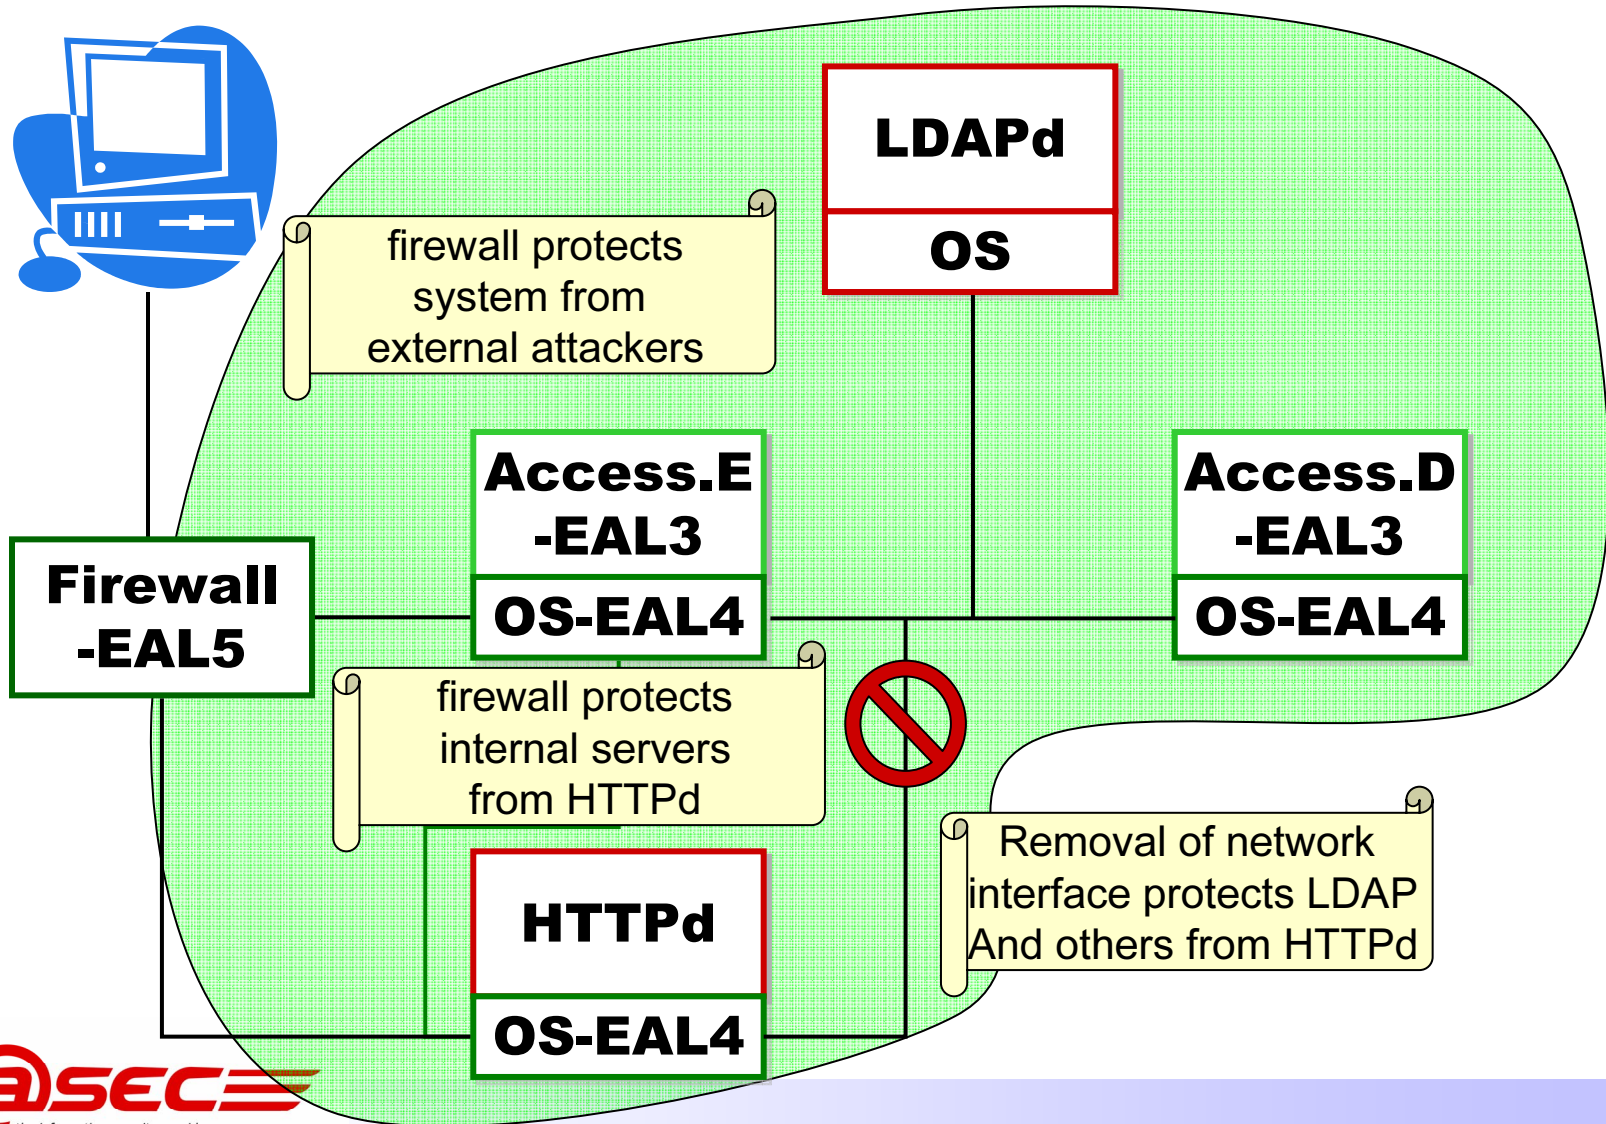 LDAPd
OS
firewall protects
system from
external attackers
Access.E
-EAL3
OS-EAL4
Access.D
-EAL3
OS-EAL4
Firewall
-EAL5
firewall protects
internal servers
from HTTPd
Removal of network
interface protects LDAP
And others from HTTPd
HTTPd
OS-EAL4
@SEC